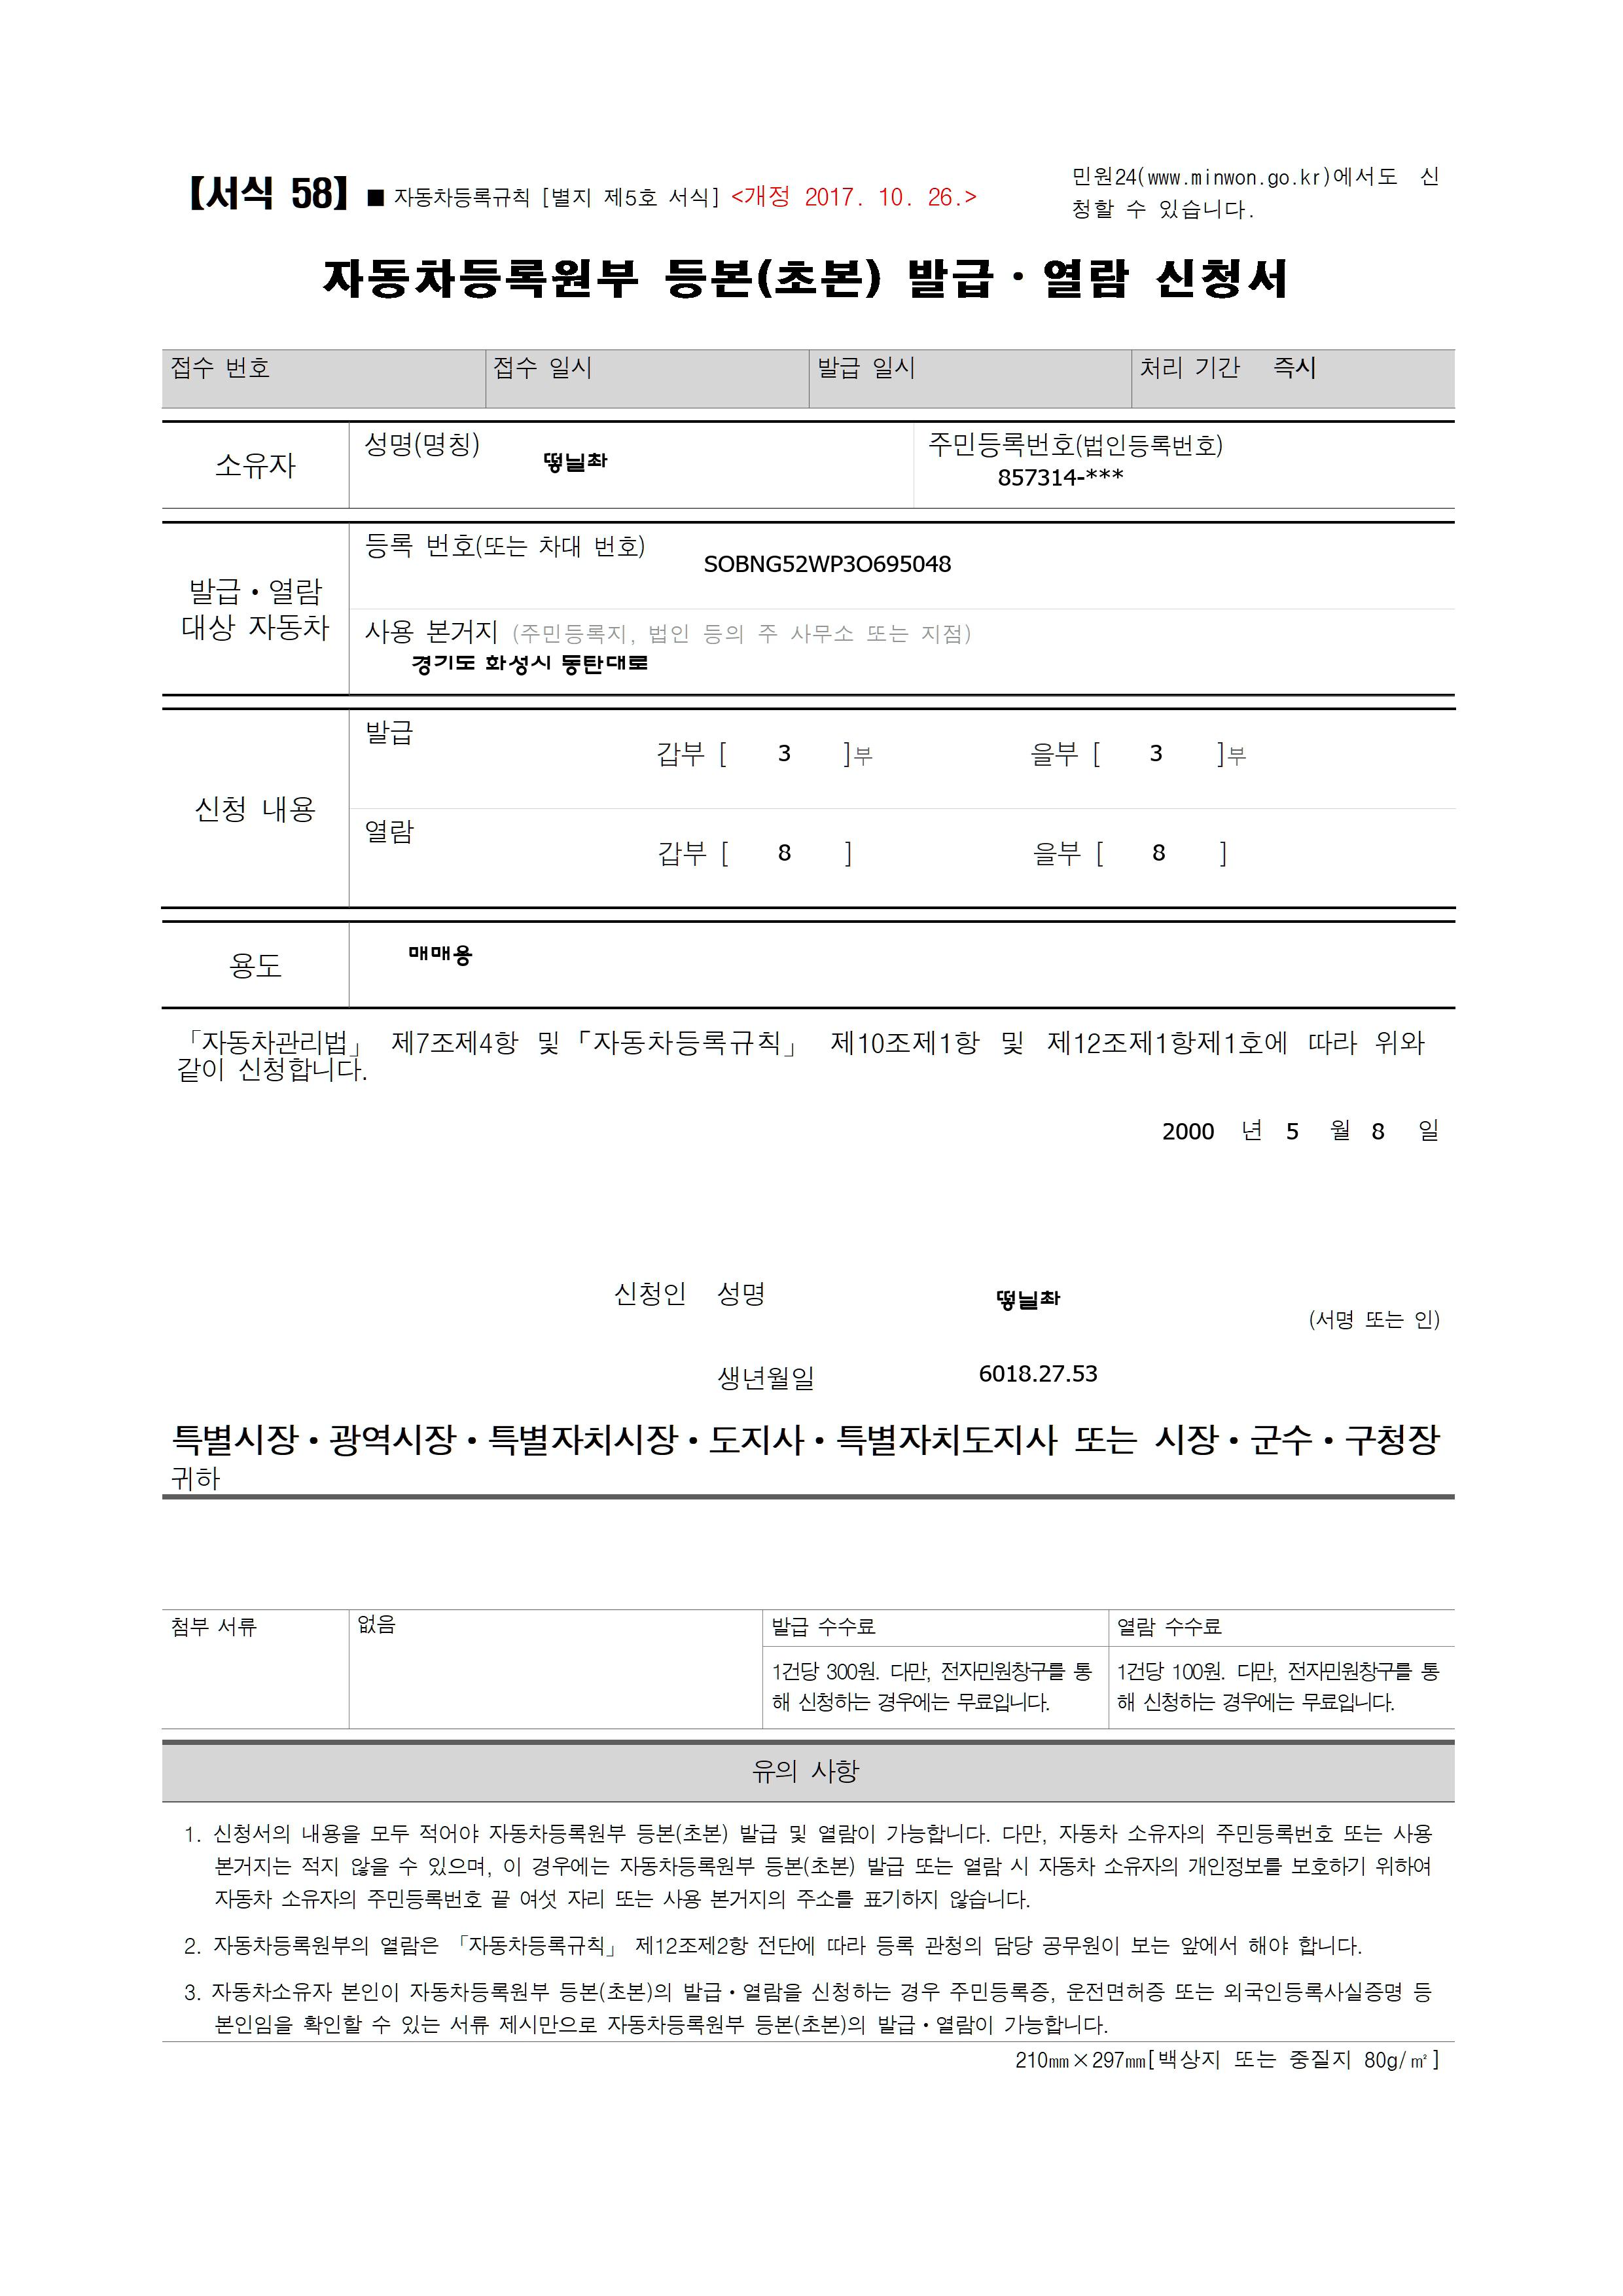 【서식 58】 ■ 자동차등록규칙 [별지 제5호 서식] <개정 2017. 10. 26.>
민원24(www.minwon.go.kr)에서도 신
청할 수 있습니다.
자동차등록원부 등본(초본) 발급·열람 신청서
접수 번호 접수 일시 발급 일시 처리 기간 즉시
소유자 성명(명칭) 떻닐촤 주민등록번호(법인등록번호)
857314-***
발급·열람
대상 자동차
등록 번호(또는 차대 번호) SOBNG52WP3O695048
사용 본거지 (주민등록지, 법인 등의 주 사무소 또는 지점)
경기도 화성시 동탄대로
신청 내용
발급 갑부 [ 3 ]부 을부 [ 3 ]부
열람 갑부 [ 8 ] 을부 [ 8 ]
용도 매매용
「자동차관리법」 제7조제4항 및 「자동차등록규칙」 제10조제1항 및 제12조제1항제1호에 따라 위와
같이 신청합니다.
2000 년 5 월 8 일
신청인 성명 떻닐촤
(서명 또는 인)
생년월일 6018.27.53
특별시장·광역시장·특별자치시장·도지사·특별자치도지사 또는 시장·군수·구청장
귀하
첨부 서류 없음 발급 수수료 열람 수수료
1건당 300원. 다만, 전자민원창구를 통
해 신청하는 경우에는 무료입니다.
1건당 100원. 다만, 전자민원창구를 통
해 신청하는 경우에는 무료입니다.
유의 사항
1. 신청서의 내용을 모두 적어야 자동차등록원부 등본(초본) 발급 및 열람이 가능합니다. 다만, 자동차 소유자의 주민등록번호 또는 사용
본거지는 적지 않을 수 있으며, 이 경우에는 자동차등록원부 등본(초본) 발급 또는 열람 시 자동차 소유자의 개인정보를 보호하기 위하여
자동차 소유자의 주민등록번호 끝 여섯 자리 또는 사용 본거지의 주소를 표기하지 않습니다.
2. 자동차등록원부의 열람은 「자동차등록규칙」 제12조제2항 전단에 따라 등록 관청의 담당 공무원이 보는 앞에서 해야 합니다.
3. 자동차소유자 본인이 자동차등록원부 등본(초본)의 발급·열람을 신청하는 경우 주민등록증, 운전면허증 또는 외국인등록사실증명 등
본인임을 확인할 수 있는 서류 제시만으로 자동차등록원부 등본(초본)의 발급·열람이 가능합니다.
210㎜×297㎜[백상지 또는 중질지 80g/㎡]